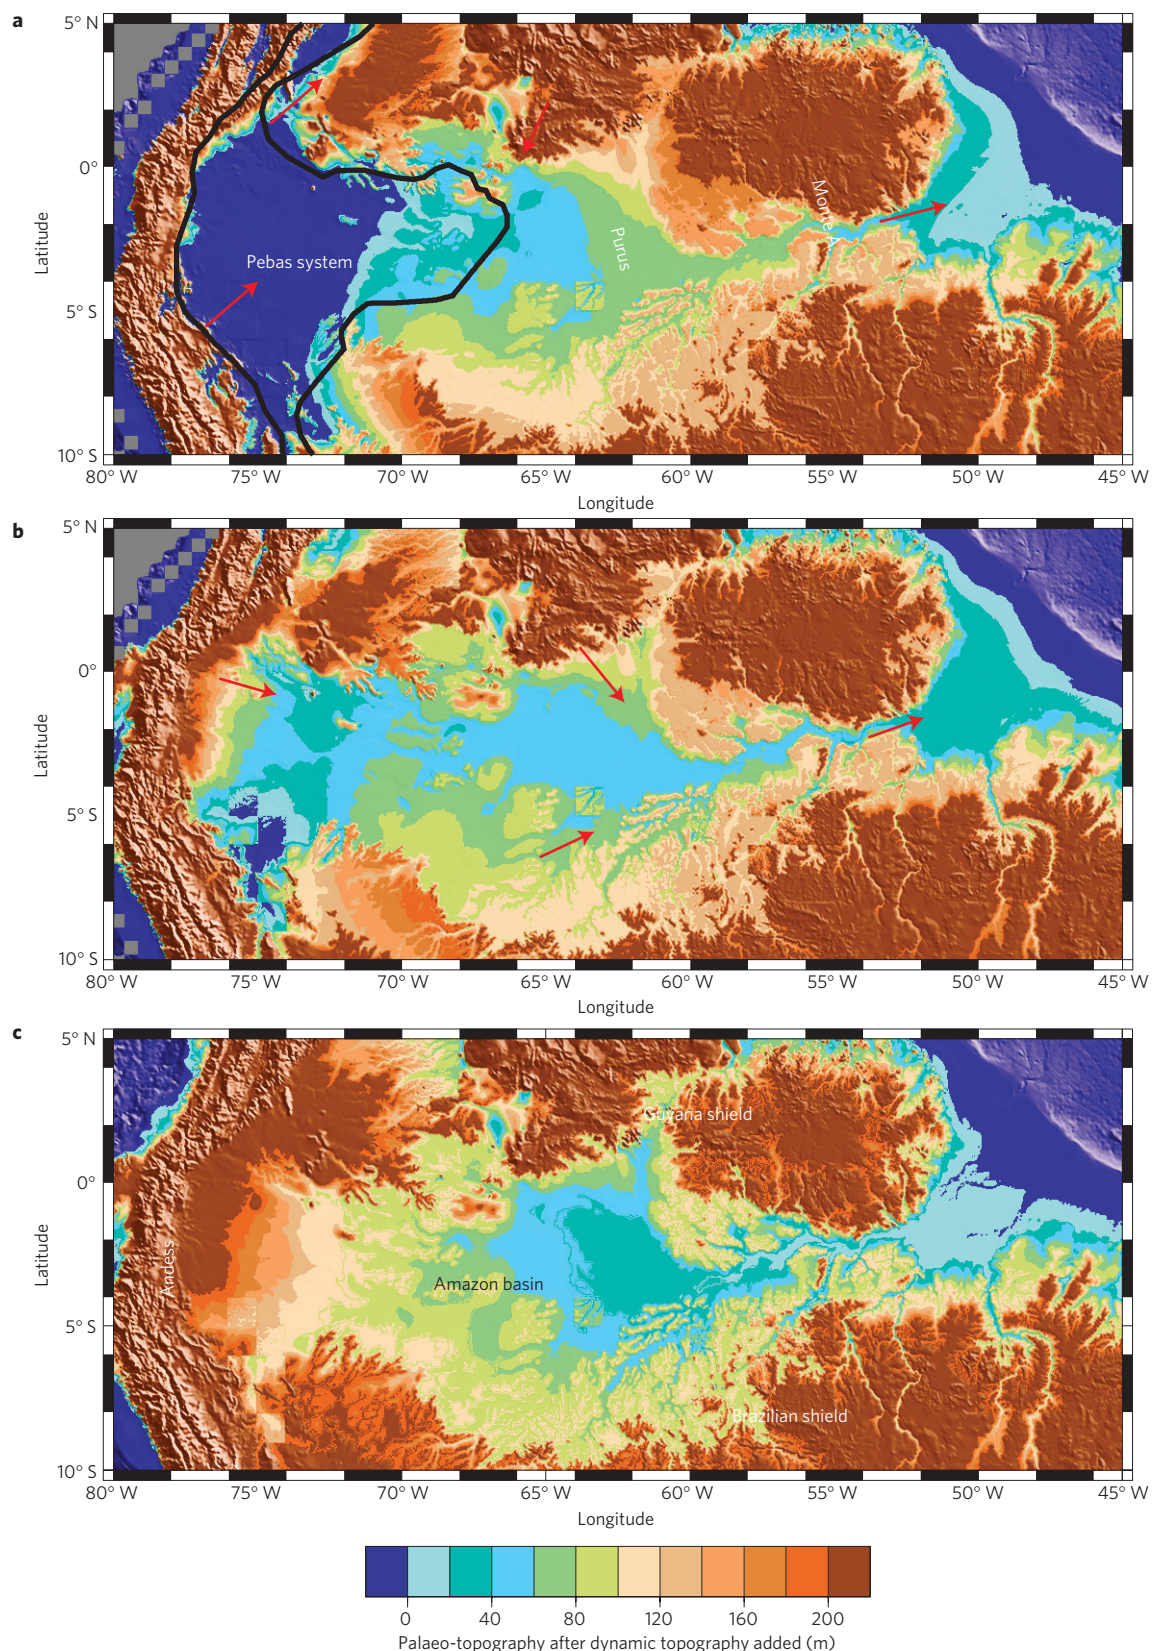 a
5° N
0°
5° S
10° S
Latitude
Pebas system
Purus
Monte A.
80° W 75° W 70° W 65° W 60° W 55° W 50° W 45° W
Longitude
b
5° N
0°
5° S
10° S
Latitude
80° W 75° W 70° W 65° W 60° W 55° W 50° W 45° W
Longitude
c
5° N
0°
5° S
10° S
Latitude
Guyana shield
Andess
Amazon basin
Brazilian shield
80° W 75° W 70° W 65° W 60° W 55° W 50° W 45° W
Longitude
0 40 80 120 160 200
Palaeo-topography after dynamic topography added (m)